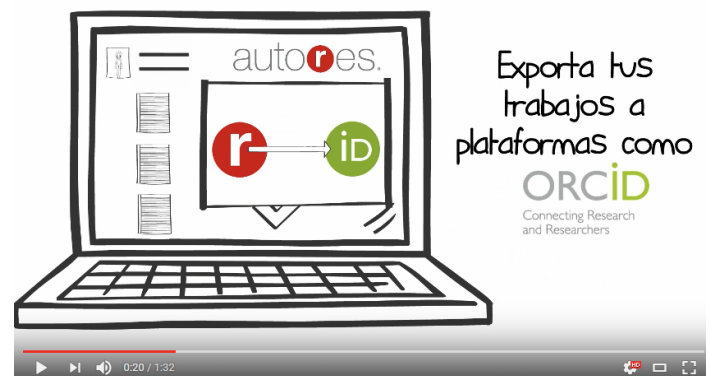 autores.
r
iD
Exporta tus
trabajos a
plataformas como
ORCiD
Connecting Research
and Researchers
0:20 / 1:32
HD